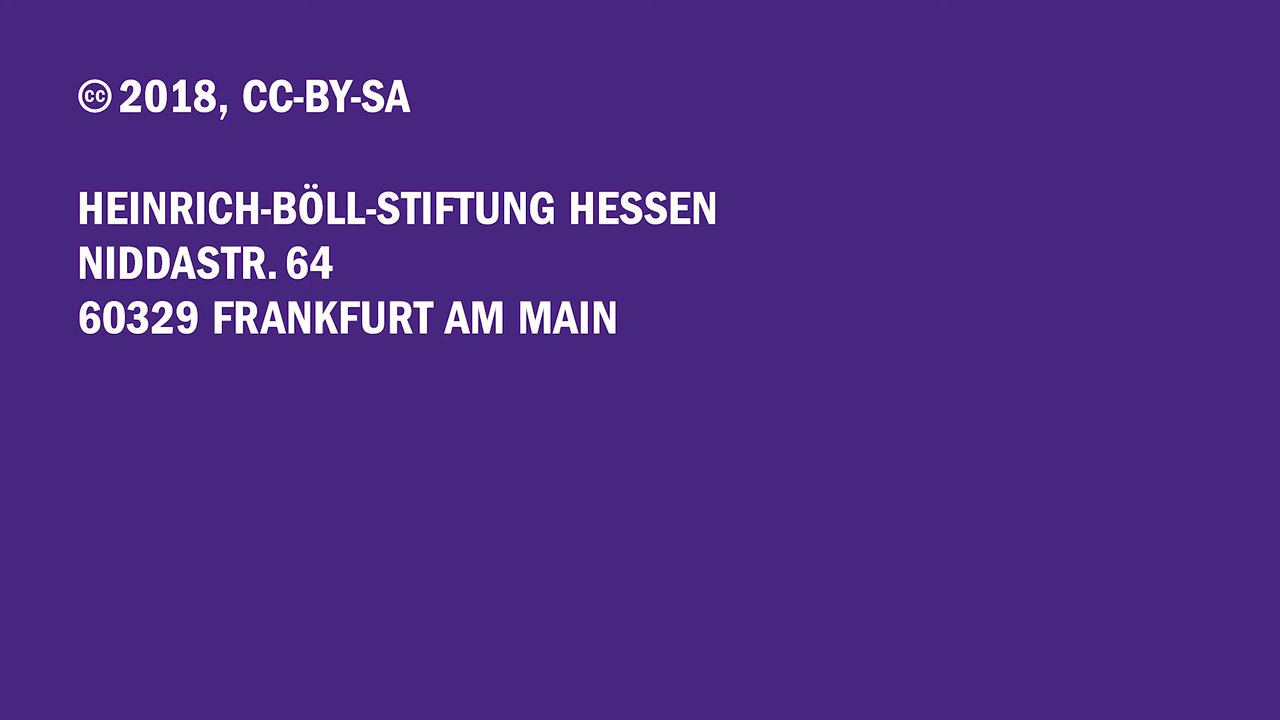 🅭 2018, CC-BY-SA
HEINRICH-BÖLL-STIFTUNG HESSEN
NIDDASTR. 64
60329 FRANKFURT AM MAIN